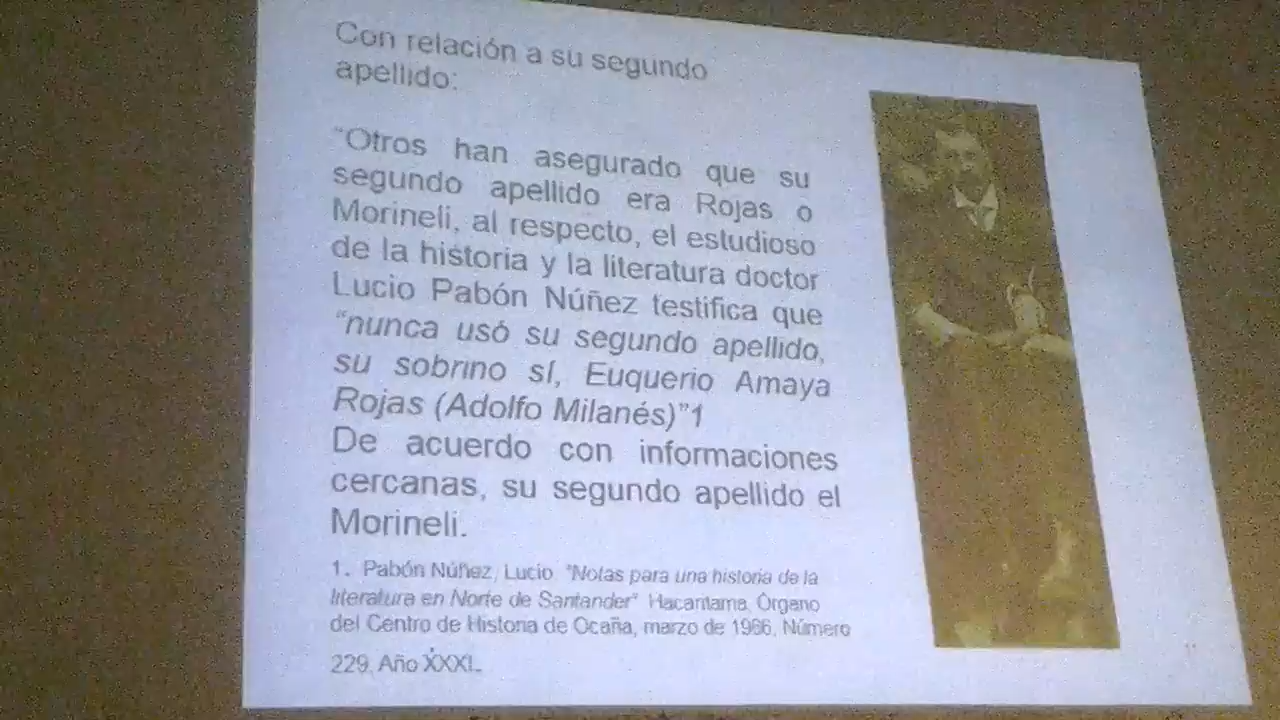 Con relación a su segundo
apellido:
“Otros han asegurado que su
segundo apellido era Rojas o
Morineli, al respecto, el estudioso
de la historia y la literatura doctor
Lucio Pabón Núñez testifica que
“nunca usó su segundo apellido,
su sobrino sí, Euquerio Amaya
Rojas (Adolfo Milanés)”1
De acuerdo con informaciones
cercanas, su segundo apellido el
Morineli.
1. Pabón Núñez, Lucio. “Notas para una historia de la
literatura en Norte de Santander” Hacaritama, Órgano
del Centro de Historia de Ocaña, marzo de 1966, Número
229, Año XXXI.
11